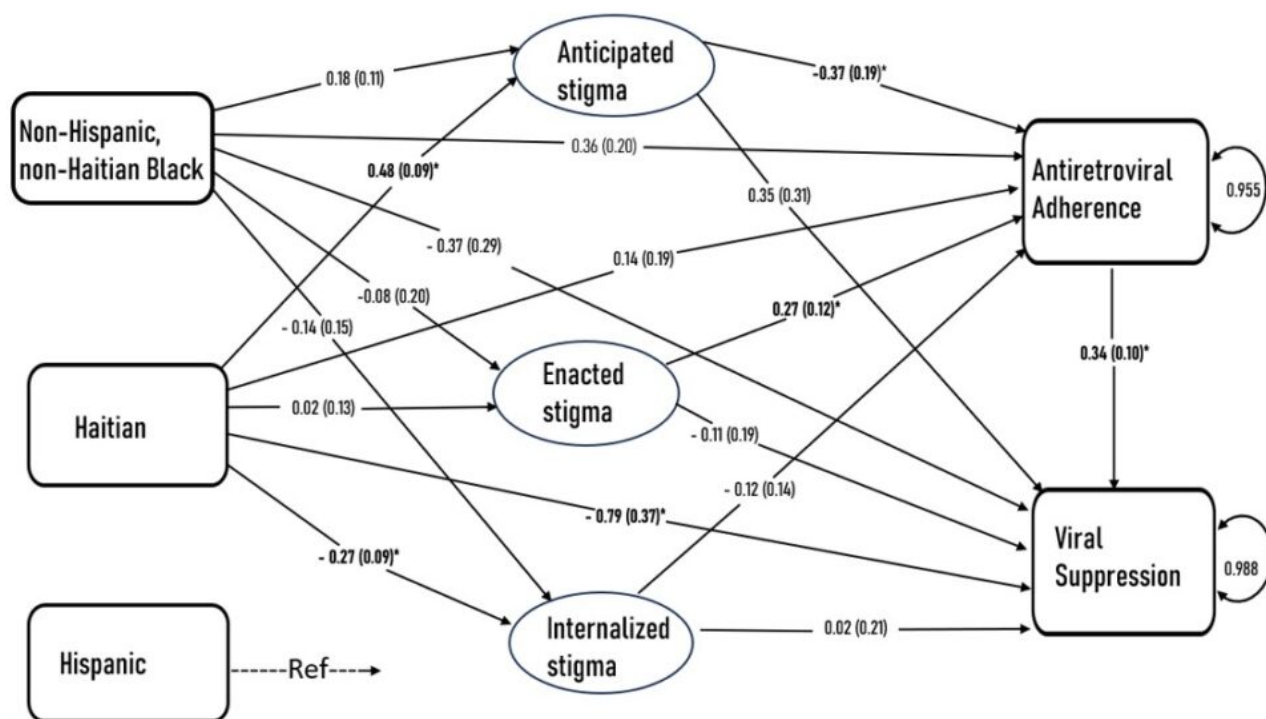 Anticipated
stigma
0.18 (0.11)
-0.37 (0.19)*
Non-Hispanic,
non-Haitian Black
0.36 (0.20)
0.48 (0.09)*
Antiretroviral
Adherence
0.955
0.35 (0.31)
- 0.37 (0.29)
0.14 (0.19)
-0.08 (0.20)
0.27 (0.12)*
- 0.14 (0.15)
0.34 (0.10)*
Haitian
Enacted
stigma
0.02 (0.13)
- 0.11 (0.19)
- 0.12 (0.14)
- 0.79 (0.37)*
- 0.27 (0.09)*
Viral
Suppression
0.988
Internalized
stigma
0.02 (0.21)
Hispanic
Ref